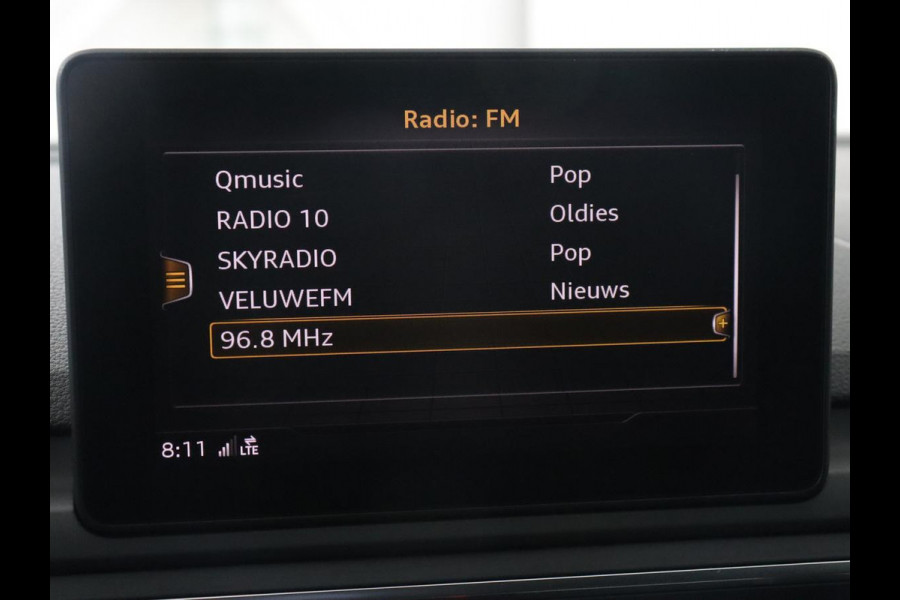 Radio: FM
Qmusic Pop
RADIO 10 Oldies
SKYRADIO Pop
VELUWEFM Nieuws
96.8 MHz +
8:11 LTE